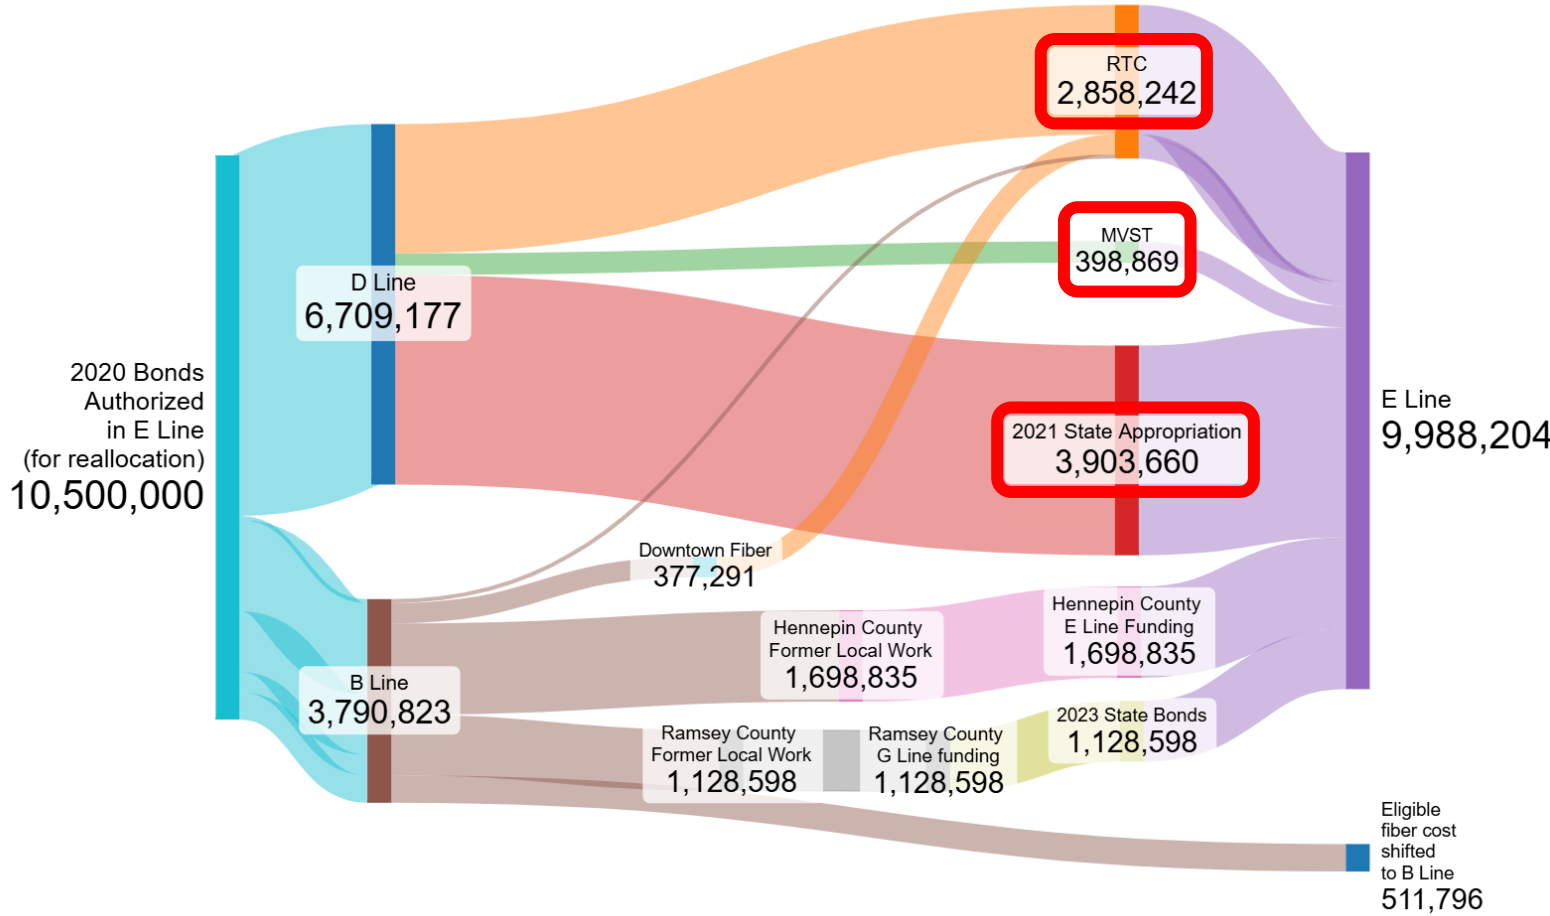 2020 Bonds
Authorized
in E Line
(for reallocation)
10,500,000
D Line
6,709,177
B Line
3,790,823
RTC
2,858,242
MVST
398,869
2021 State Appropriation
3,903,660
Downtown Fiber
377,291
Hennepin County
Former Local Work
1,698,835
Hennepin County
E Line Funding
1,698,835
Ramsey County
Former Local Work
1,128,598
Ramsey County
G Line funding
1,128,598
2023 State Bonds
1,128,598
E Line
9,988,204
Eligible
fiber cost
shifted
to B Line
511,796